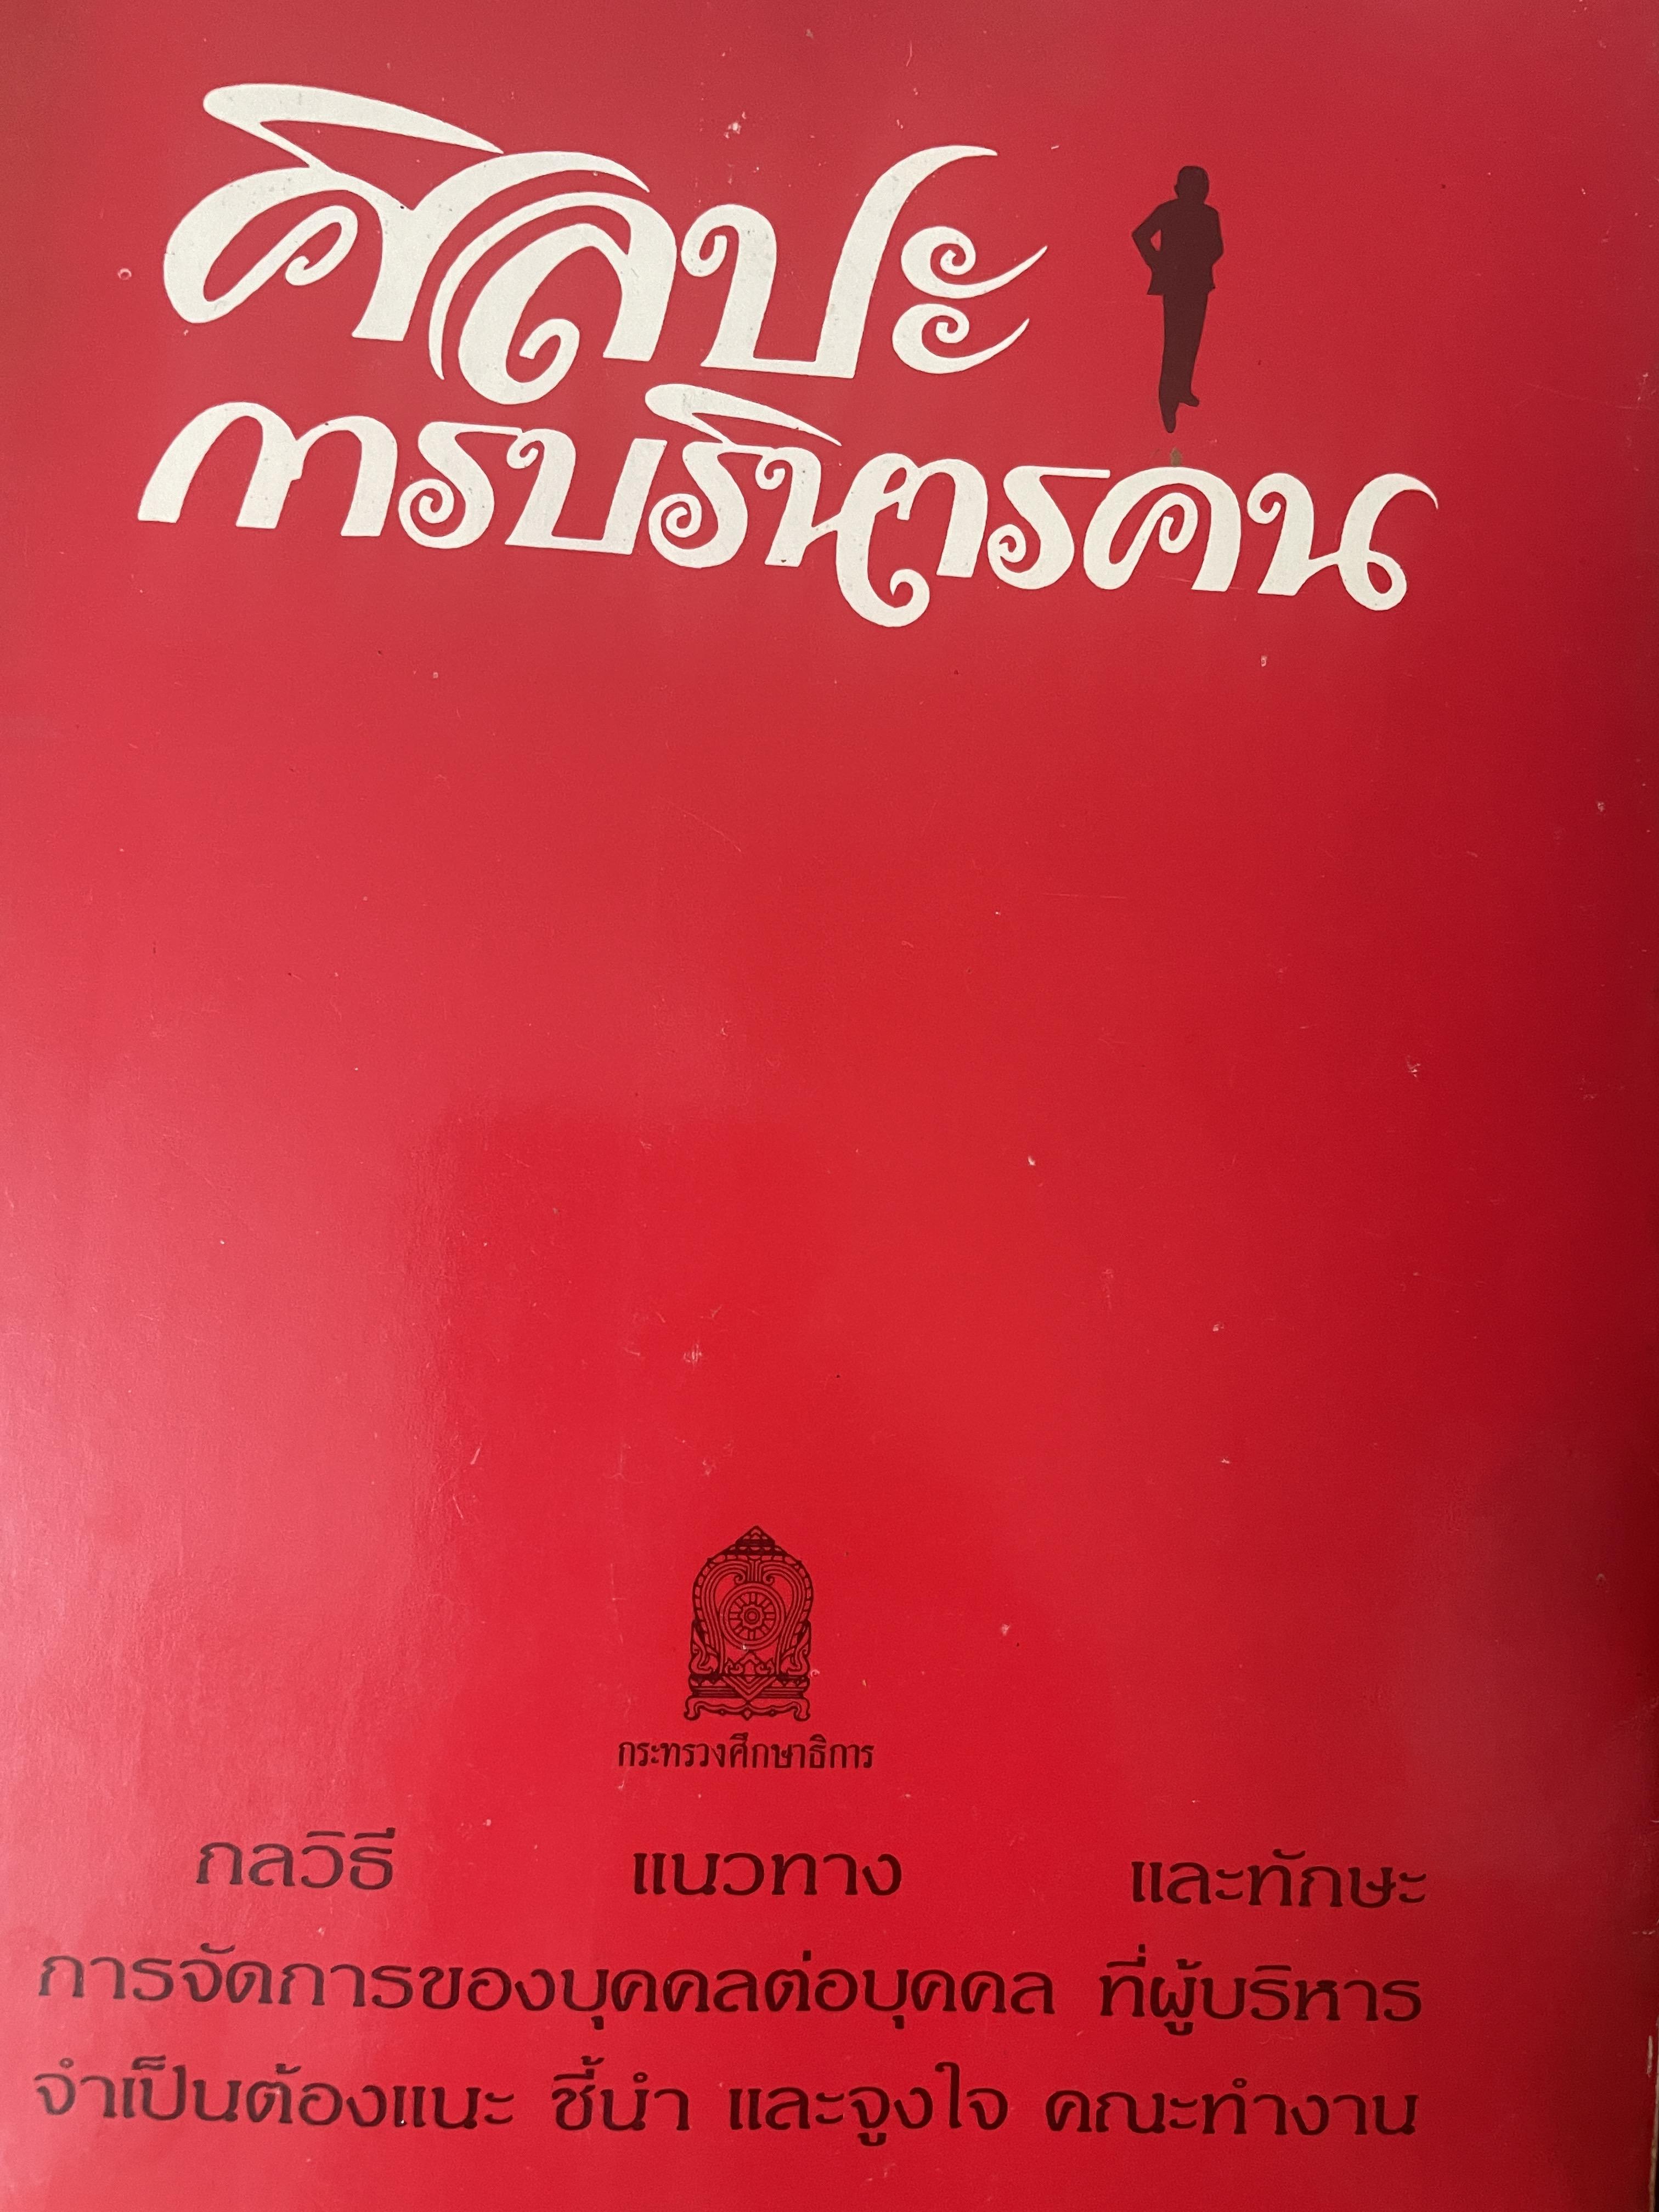 ศิลปะ
การบริหารคน
กระทรวงศึกษาธิการ
กลวิธี แนวทาง และทักษะ
การจัดการของบุคคลต่อบุคคล ที่ผู้บริหาร
จำเป็นต้องแนะ ชี้นำ และจูงใจ คณะทำงาน